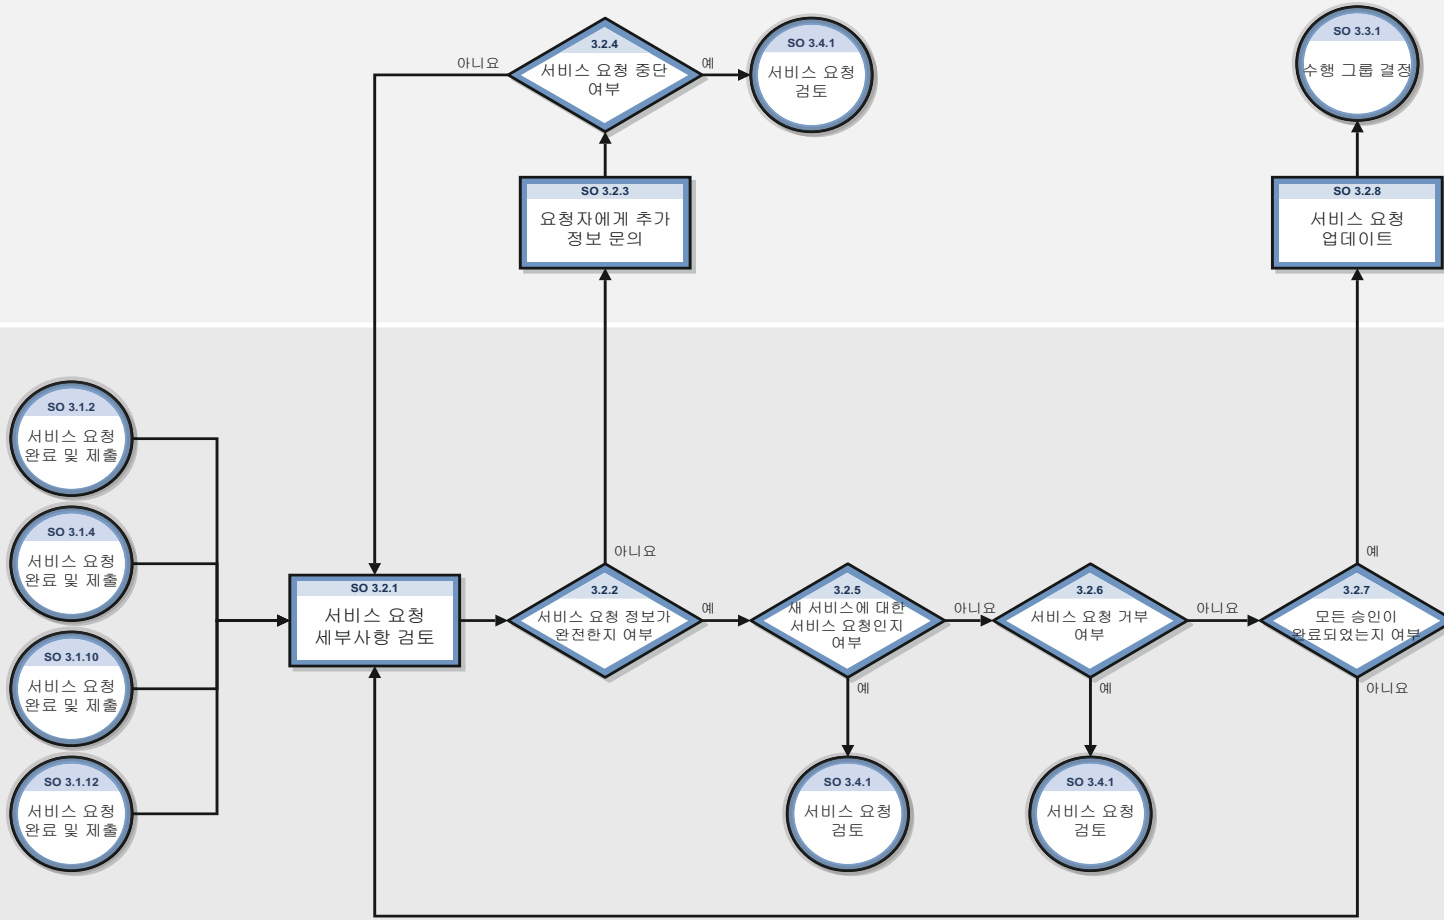 3.2.4
서비스 요청 중단
여부
아니요
예
SO 3.4.1
서비스 요청
검토
SO 3.3.1
수행 그룹 결정
SO 3.2.3
요청자에게 추가
정보 문의
SO 3.2.8
서비스 요청
업데이트
SO 3.1.2
서비스 요청
완료 및 제출
SO 3.1.4
서비스 요청
완료 및 제출
SO 3.1.10
서비스 요청
완료 및 제출
SO 3.1.12
서비스 요청
완료 및 제출
SO 3.2.1
서비스 요청
세부사항 검토
아니요
3.2.2
서비스 요청 정보가
완전한지 여부
예
3.2.5
새 서비스에 대한
서비스 요청인지
여부
아니요
예
3.2.6
서비스 요청 거부
여부
아니요
예
예
3.2.7
모든 승인이
완료되었는지 여부
아니요
SO 3.4.1
서비스 요청
검토
SO 3.4.1
서비스 요청
검토